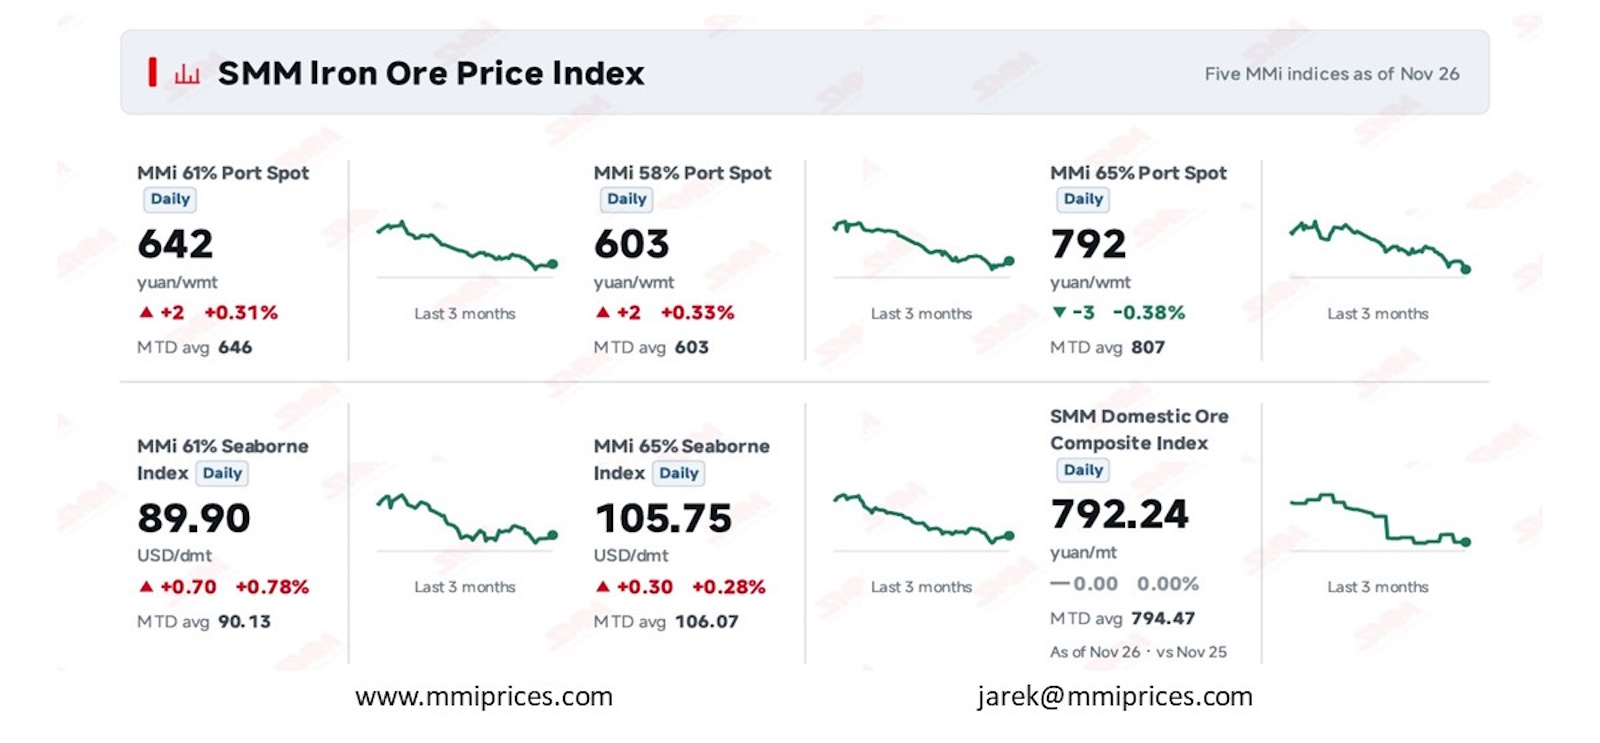 SMM Iron Ore Price Index
Five MMi indices as of Nov 26
MMi 61% Port Spot
Daily
642
yuan/wmt
▲ +2 +0.31%
MTD avg 646
Last 3 months
MMi 58% Port Spot
Daily
603
yuan/wmt
▲ +2 +0.33%
MTD avg 603
Last 3 months
MMi 65% Port Spot
Daily
792
yuan/wmt
▼ -3 -0.38%
MTD avg 807
Last 3 months
MMi 61% Seaborne
Index Daily
89.90
USD/dmt
▲ +0.70 +0.78%
MTD avg 90.13
Last 3 months
MMi 65% Seaborne
Index Daily
105.75
USD/dmt
▲ +0.30 +0.28%
MTD avg 106.07
Last 3 months
SMM Domestic Ore
Composite Index
Daily
792.24
yuan/mt
— 0.00 0.00%
MTD avg 794.47
As of Nov 26 · vs Nov 25
Last 3 months
www.mmiprices.com
jarek@mmiprices.com